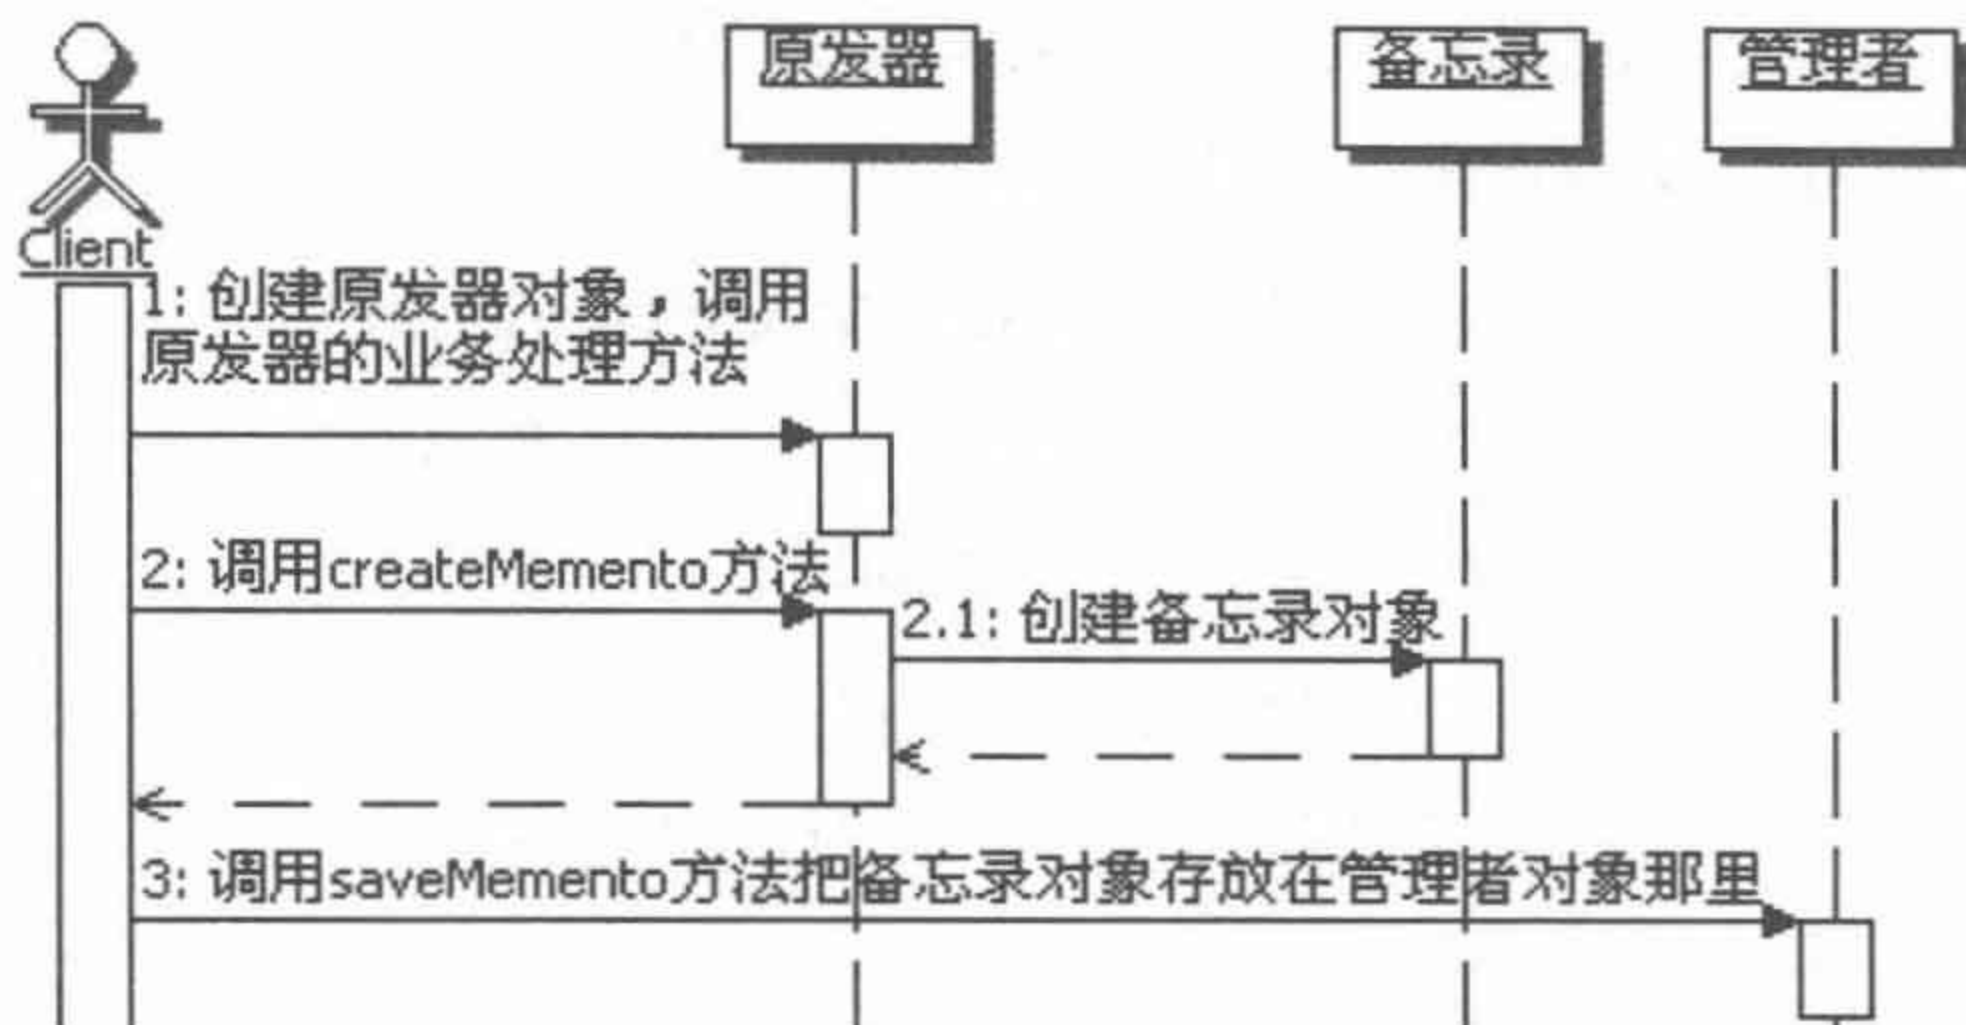 原发器
备忘录
管理者
Client
1: 创建原发器对象，调用
原发器的业务处理方法
2: 调用createMemento方法
2.1: 创建备忘录对象
3: 调用saveMemento方法把备忘录对象存放在管理者对象那里